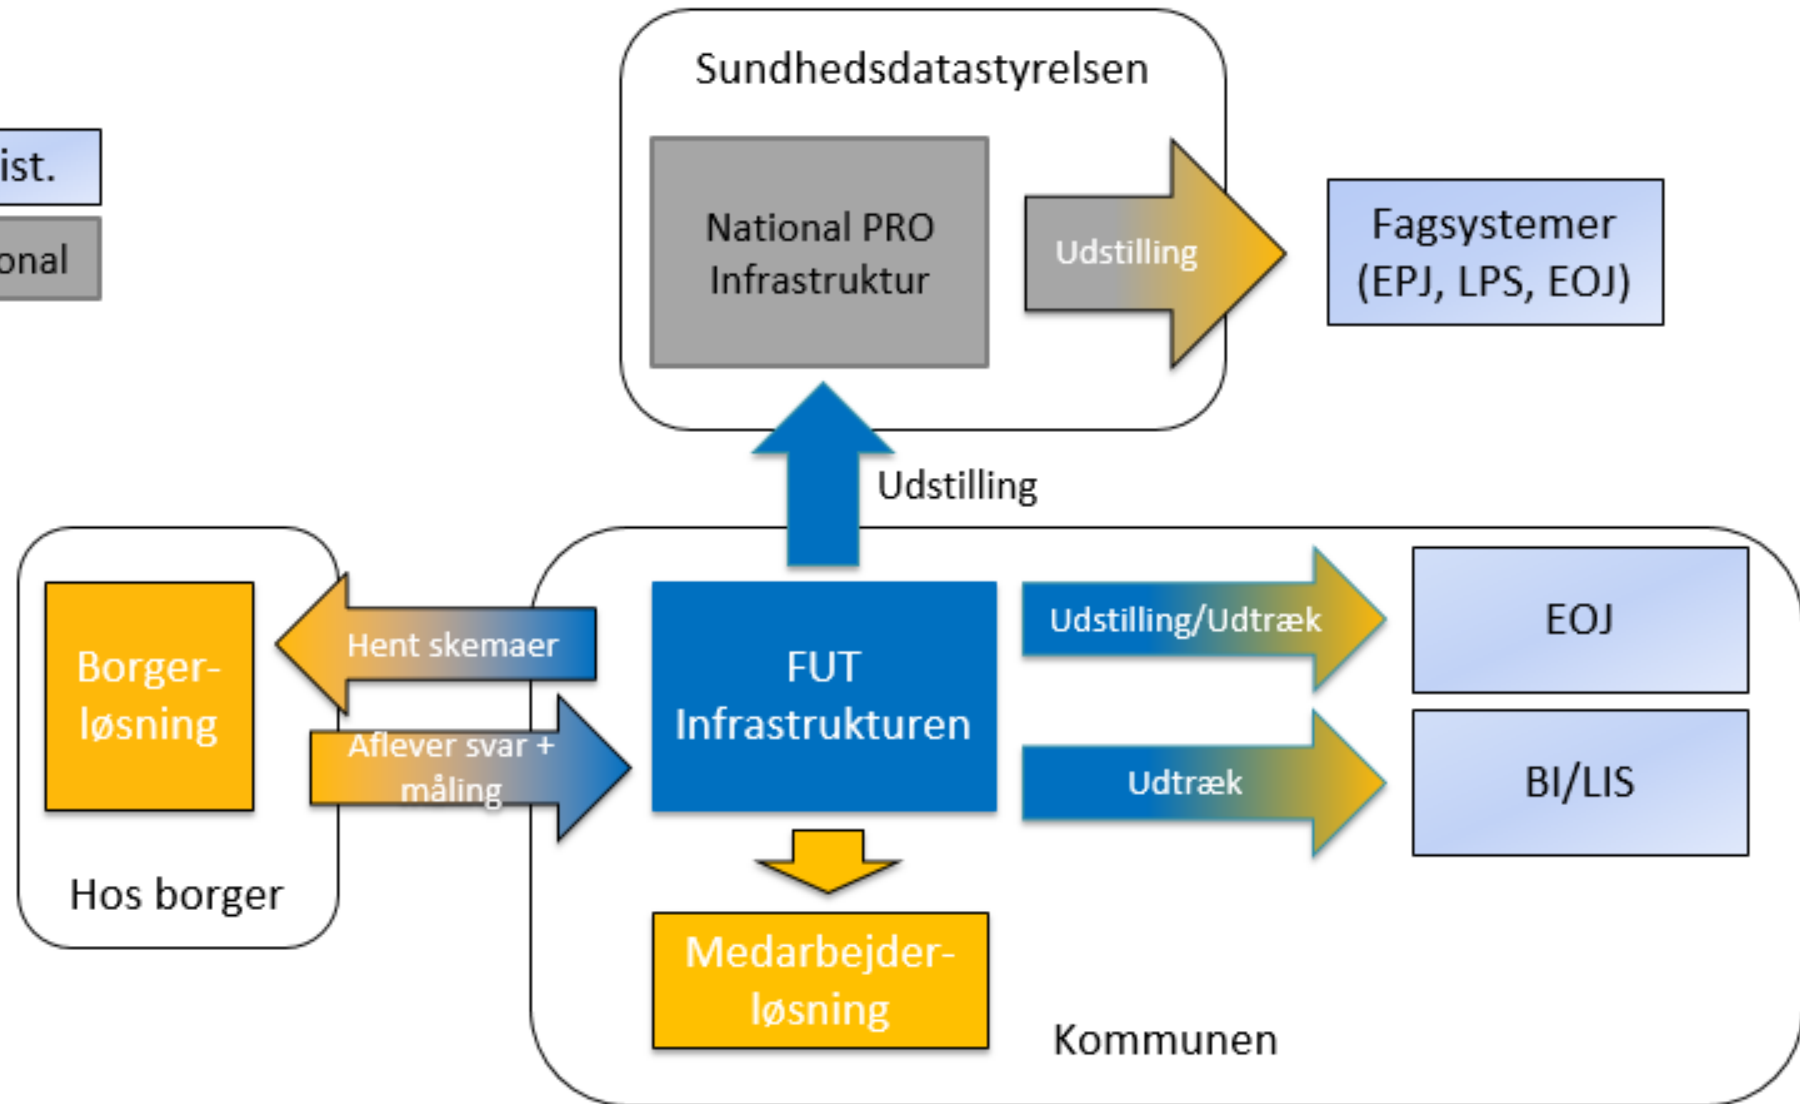 Sundhedsdatastyrelsen
ist.
onal
National PRO
Infrastruktur
Udstilling
Fagsystemer
(EPJ, LPS, EOJ)
Udstilling
Borger-
løsning
Hent skemaer
Aflever svar +
måling
Hos borger
FUT
Infrastrukturen
Udstilling/Udtræk
EOJ
Udtræk
BI/LIS
Medarbejder-
løsning
Kommunen